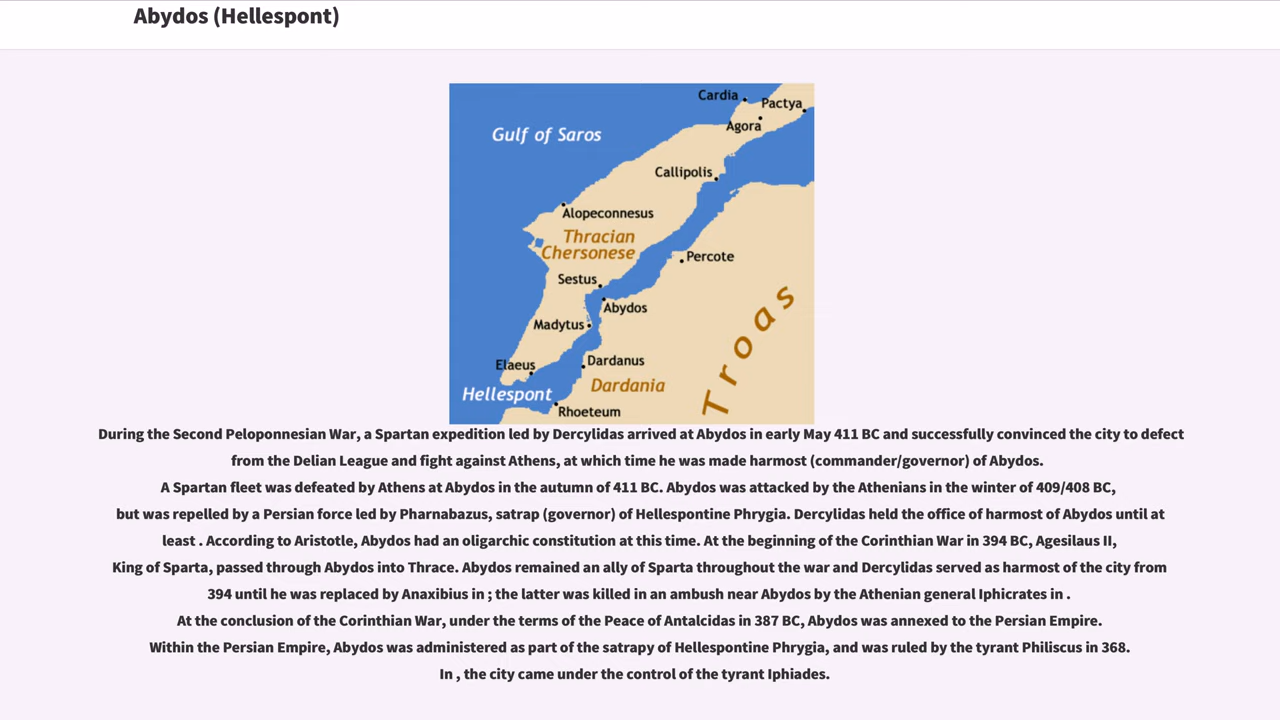 Abydos (Hellespont)
Cardia
Pactya
Agora
Gulf of Saros
Callipolis
Alopeconnesus
Thracian
Chersonese
Percote
Sestus
Abydos
Troas
Madytus
Dardanus
Elaeus
Dardania
Hellespont
Rhoeteum
During the Second Peloponnesian War, a Spartan expedition led by Dercylidas arrived at Abydos in early May 411 BC and successfully convinced the city to defect
from the Delian League and fight against Athens, at which time he was made harmost (commander/governor) of Abydos.
A Spartan fleet was defeated by Athens at Abydos in the autumn of 411 BC. Abydos was attacked by the Athenians in the winter of 409/408 BC,
but was repelled by a Persian force led by Pharnabazus, satrap (governor) of Hellespontine Phrygia. Dercylidas held the office of harmost of Abydos until at
least . According to Aristotle, Abydos had an oligarchic constitution at this time. At the beginning of the Corinthian War in 394 BC, Agesilaus II,
King of Sparta, passed through Abydos into Thrace. Abydos remained an ally of Sparta throughout the war and Dercylidas served as harmost of the city from
394 until he was replaced by Anaxibius in ; the latter was killed in an ambush near Abydos by the Athenian general Iphicrates in .
At the conclusion of the Corinthian War, under the terms of the Peace of Antalcidas in 387 BC, Abydos was annexed to the Persian Empire.
Within the Persian Empire, Abydos was administered as part of the satrapy of Hellespontine Phrygia, and was ruled by the tyrant Philiscus in 368.
In , the city came under the control of the tyrant Iphiades.